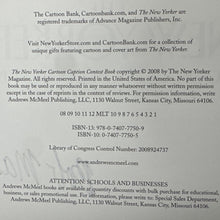 The Cartoon Bank, CartoonBank.com, and The New Yorker are
registered trademarks of Advance Magazine Publishers, Inc.
Visit NewYorkerStore.com and CartoonBank.com for a collection of
unique gifts featuring cartoon and cover art from The New Yorker.
The New Yorker Cartoon Caption Contest Book copyright © 2008 by The New Yorker
Magazine. All rights reserved. Printed in the United States of America. No part of this
book may be used or reproduced in any manner whatsoever without written permission
except in the case of reprints in the context of reviews. For permission information, write
Andrews McMeel Publishing, LLC, 1130 Walnut Street, Kansas City, Missouri 64106.
08 09 10 11 12 MLT 10 9 8 7 6 5 4 3 2 1
ISBN-13: 978-0-7407-7750-9
ISBN-10: 0-7407-7750-5
Library of Congress Control Number: 2008924737
www.andrewsmcmeel.com
ATTENTION: SCHOOLS AND BUSINESSES
Andrews McMeel books are available at quantity discounts with bulk purchase for educational,
business, or sales promotional use. For information, please write to: Special Sales Department,
Andrews McMeel Publishing, LLC, 1130 Walnut Street, Kansas City, Missouri 64106.